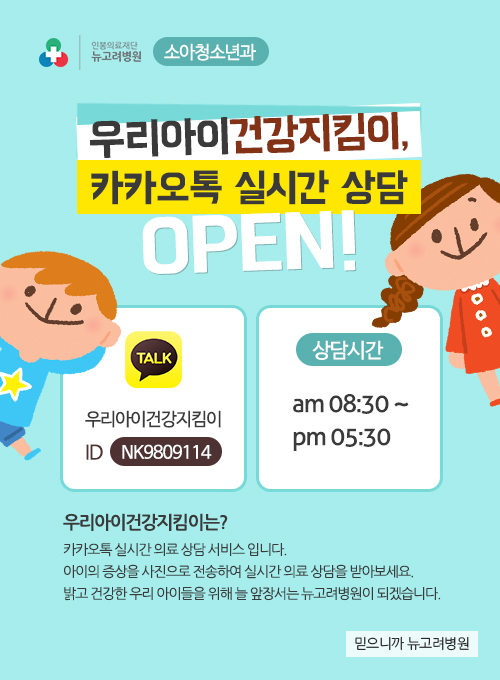 인봉의료재단
뉴고려병원
소아청소년과
우리아이건강지킴이,
카카오톡 실시간 상담
OPEN!
TALK
우리아이건강지킴이
ID NK9809114
상담시간
am 08:30 ~
pm 05:30
우리아이건강지킴이는?
카카오톡 실시간 의료 상담 서비스 입니다.
아이의 증상을 사진으로 전송하여 실시간 의료 상담을 받아보세요.
밝고 건강한 우리 아이들을 위해 늘 앞장서는 뉴고려병원이 되겠습니다.
믿으니까 뉴고려병원